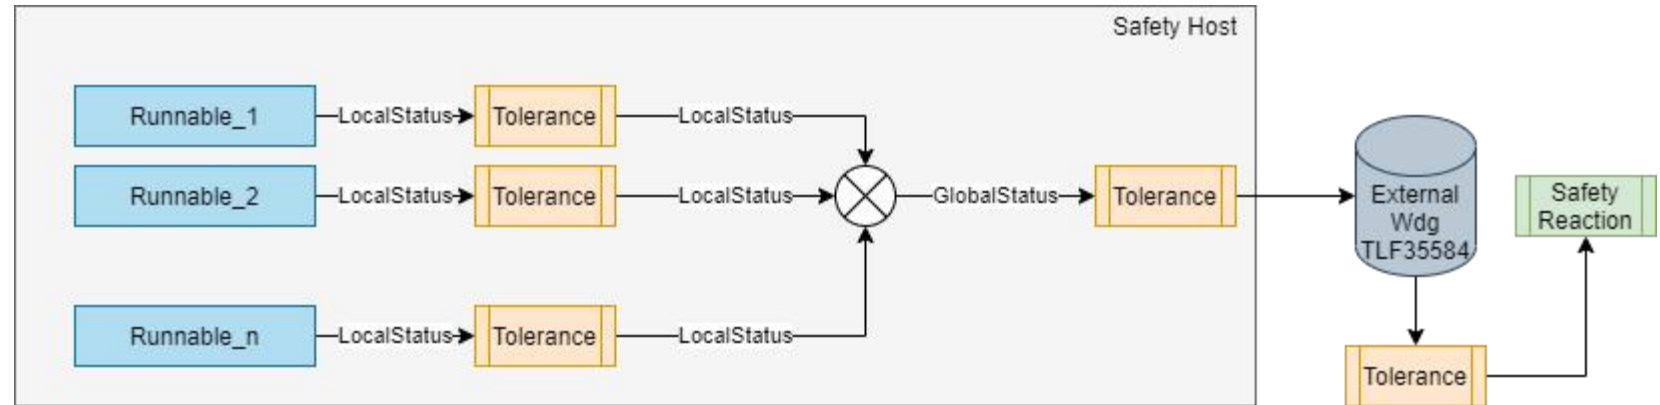 Safety Host
Runnable_1
LocalStatus
Tolerance
LocalStatus
Runnable_2
LocalStatus
Tolerance
LocalStatus
GlobalStatus
Tolerance
External
Wdg
TLF35584
Safety
Reaction
Runnable_n
LocalStatus
Tolerance
LocalStatus
Tolerance